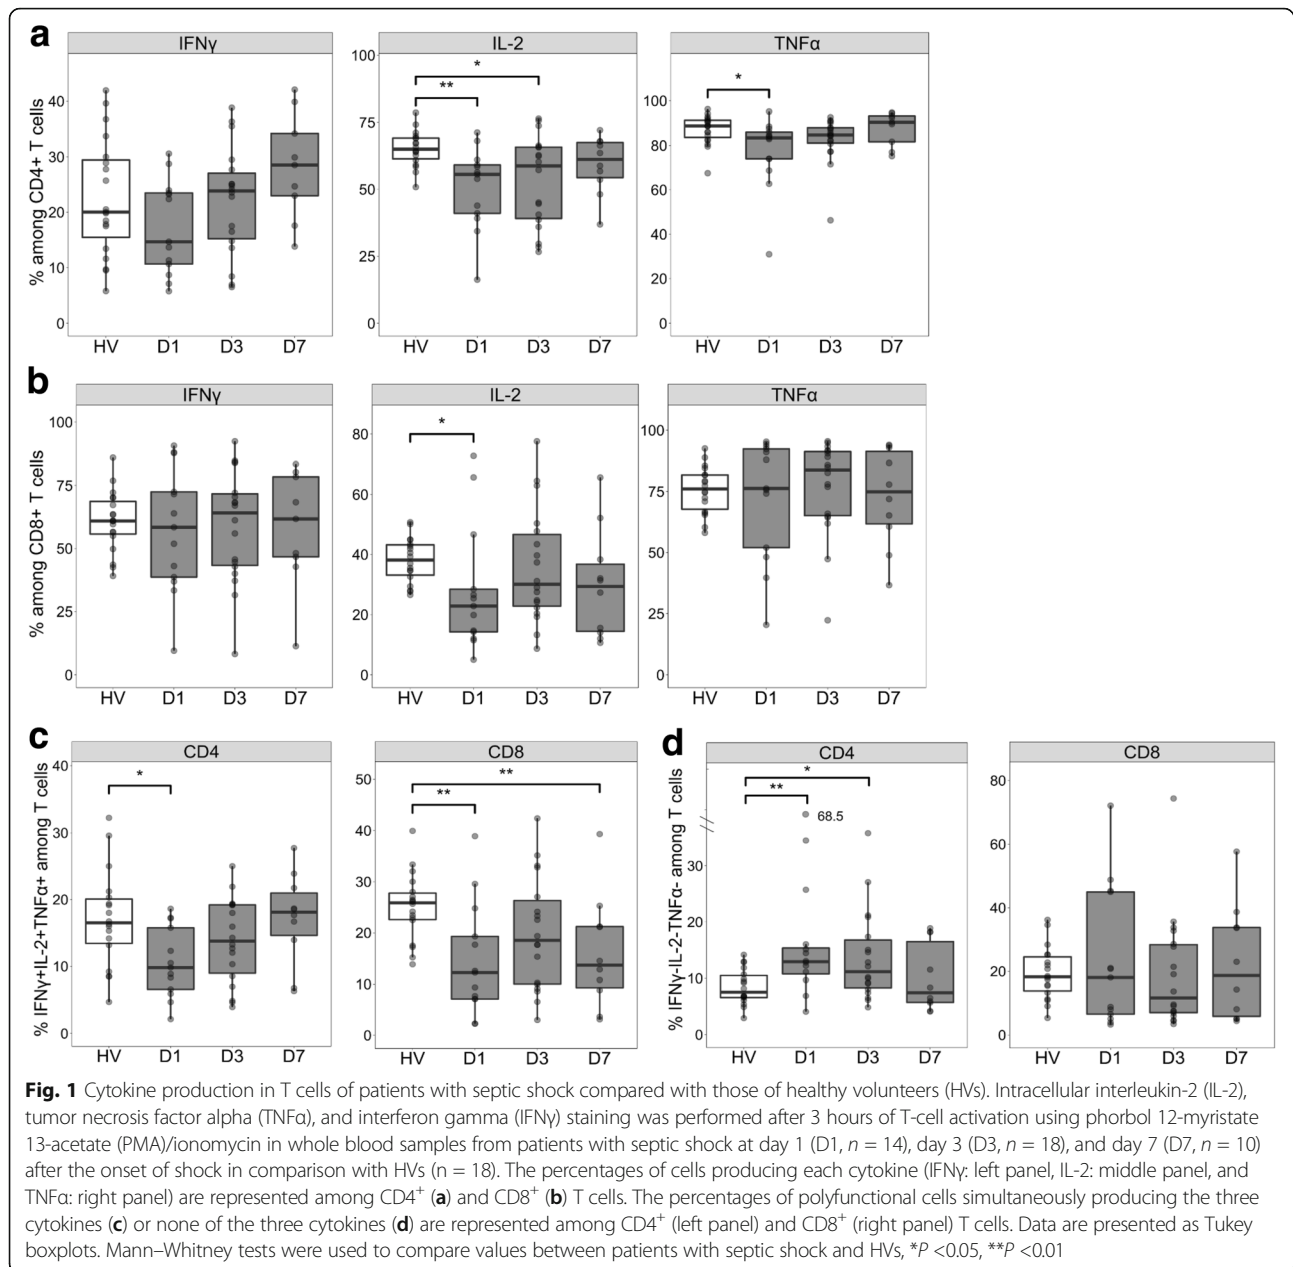 a
IFNγ
IL-2
TNFα
% among CD4+ T cells
40
30
20
10
0
100
75
50
25
0
100
80
60
40
20
0
*
**
*
HV D1 D3 D7
HV D1 D3 D7
HV D1 D3 D7
b
IFNγ
IL-2
TNFα
% among CD8+ T cells
100
75
50
25
0
80
60
40
20
0
100
75
50
25
0
*
HV D1 D3 D7
HV D1 D3 D7
HV D1 D3 D7
c
CD4
CD8
% IFNγ+IL-2+TNFα+ among T cells
40
30
20
10
0
50
40
30
20
10
0
*
**
**
HV D1 D3 D7
HV D1 D3 D7
d
CD4
CD8
% IFNγ-IL-2-TNFα- among T cells
30
20
10
0
80
60
40
20
0
*
**
68.5
HV D1 D3 D7
HV D1 D3 D7
Fig. 1 Cytokine production in T cells of patients with septic shock compared with those of healthy volunteers (HVs). Intracellular interleukin-2 (IL-2),
tumor necrosis factor alpha (TNFα), and interferon gamma (IFNγ) staining was performed after 3 hours of T-cell activation using phorbol 12-myristate
13-acetate (PMA)/ionomycin in whole blood samples from patients with septic shock at day 1 (D1, n = 14), day 3 (D3, n = 18), and day 7 (D7, n = 10)
after the onset of shock in comparison with HVs (n = 18). The percentages of cells producing each cytokine (IFNγ: left panel, IL-2: middle panel, and
TNFα: right panel) are represented among CD4⁺ (a) and CD8⁺ (b) T cells. The percentages of polyfunctional cells simultaneously producing the three
cytokines (c) or none of the three cytokines (d) are represented among CD4⁺ (left panel) and CD8⁺ (right panel) T cells. Data are presented as Tukey
boxplots. Mann–Whitney tests were used to compare values between patients with septic shock and HVs, *P <0.05, **P <0.01